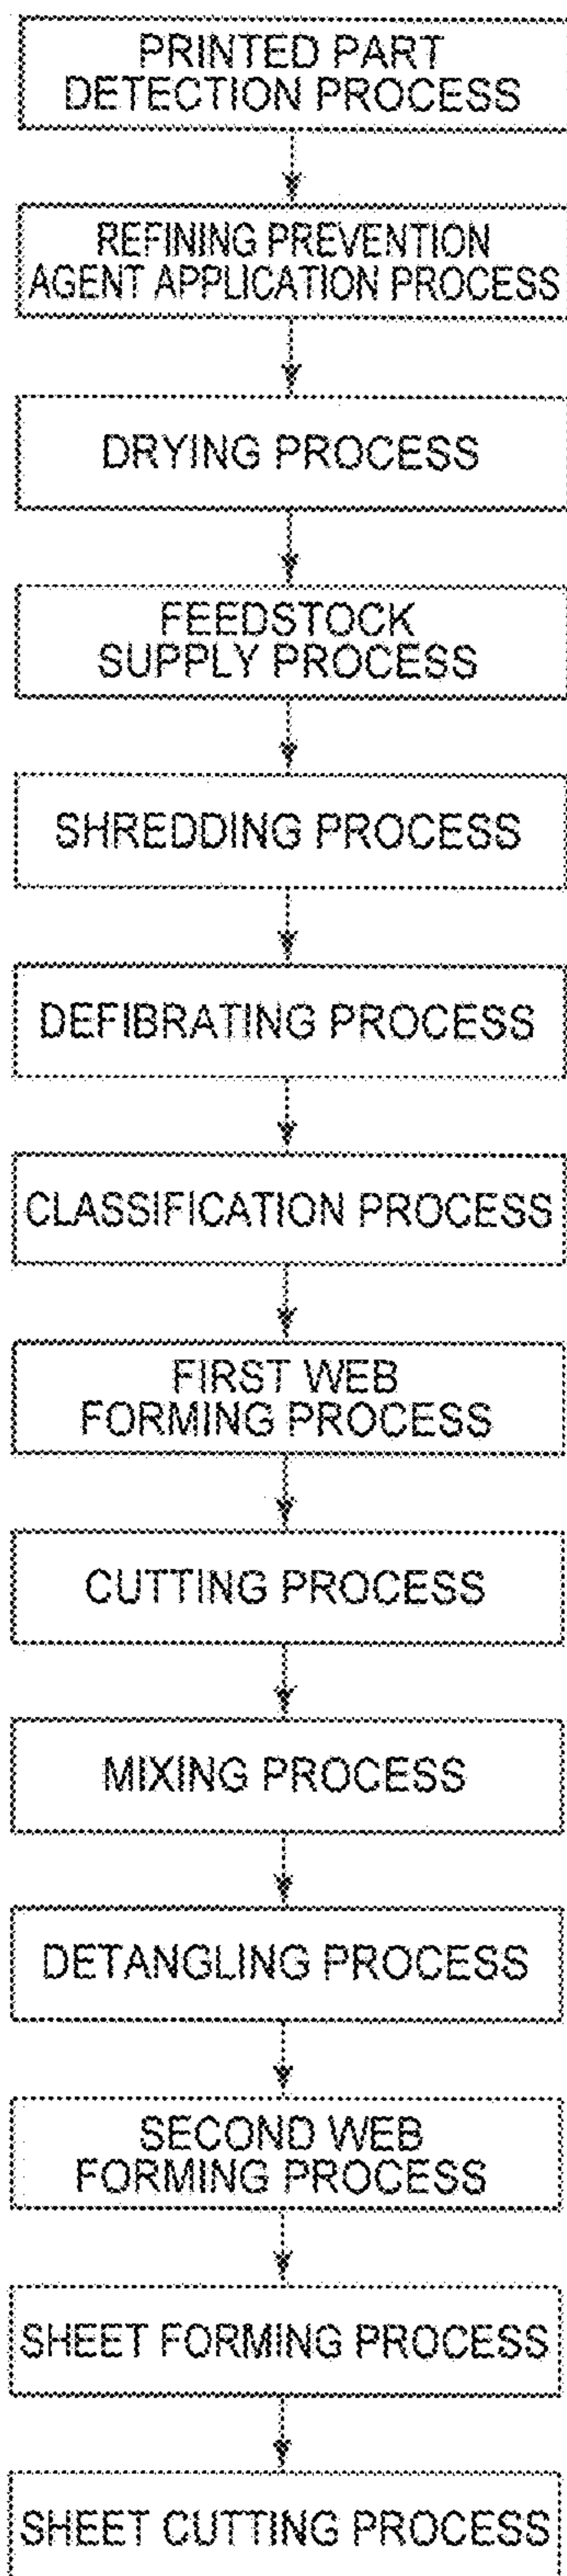 PRINTED PART
DETECTION PROCESS
REFINING PREVENTION
AGENT APPLICATION PROCESS
DRYING PROCESS
FEEDSTOCK
SUPPLY PROCESS
SHREDDING PROCESS
DEFIBRATING PROCESS
CLASSIFICATION PROCESS
FIRST WEB
FORMING PROCESS
CUTTING PROCESS
MIXING PROCESS
DETANGLING PROCESS
SECOND WEB
FORMING PROCESS
SHEET FORMING PROCESS
SHEET CUTTING PROCESS